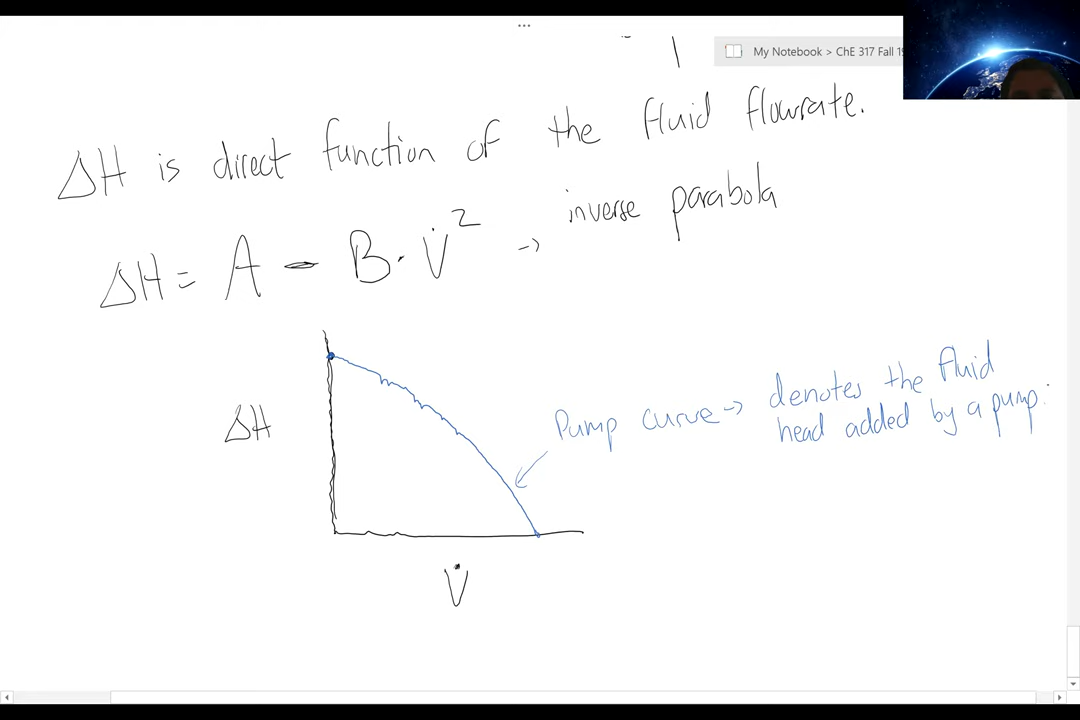 My Notebook > ChE 317 Fall
ΔH is direct function of the fluid flowrate.
ΔH = A - B · V̇² → inverse parabola
ΔH
Pump curve → denotes the fluid
head added by a pump.
V̇